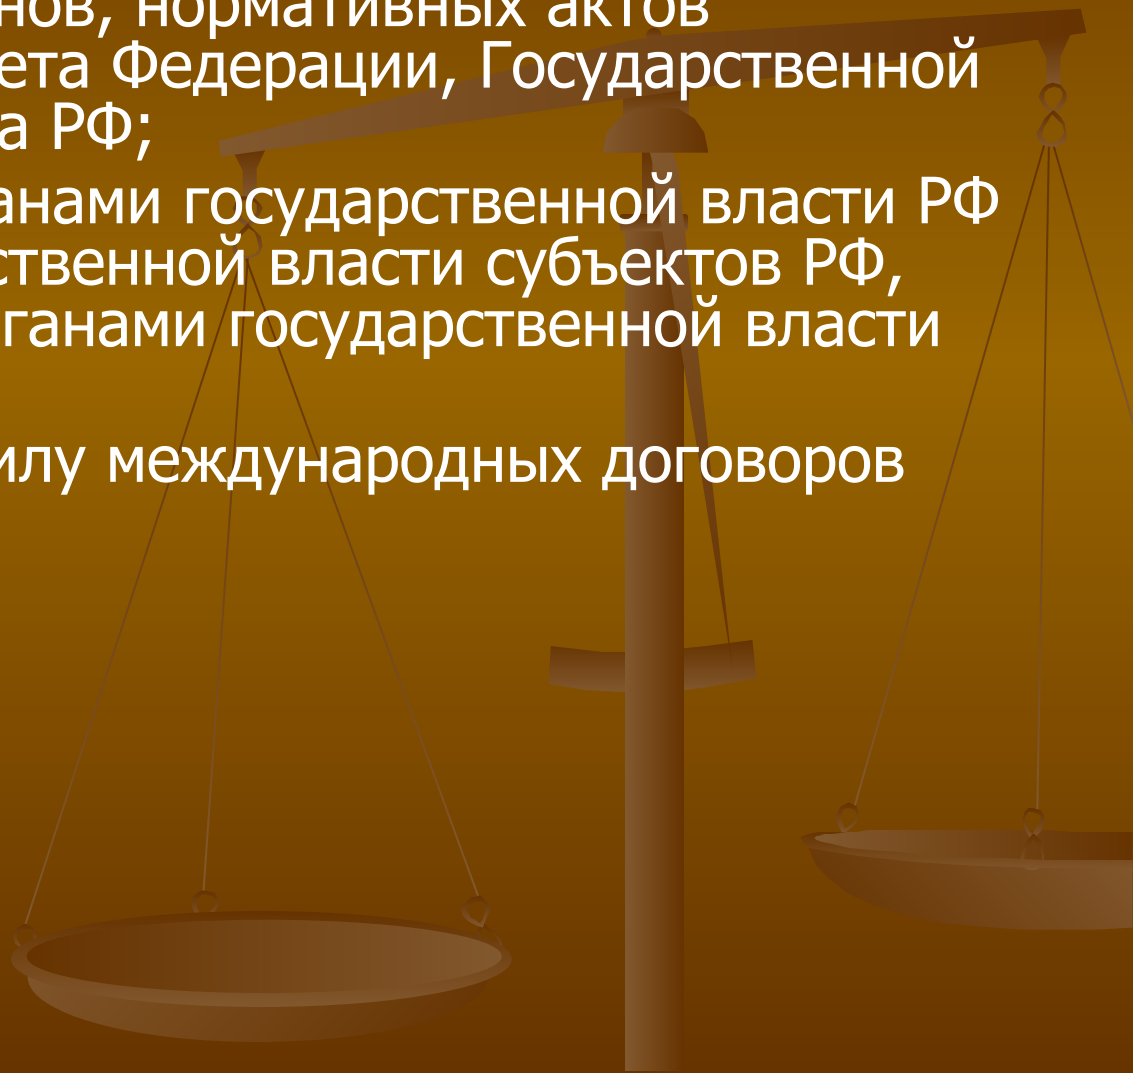 нов, нормативных актов
ета Федерации, Государственной
а РФ;
анами государственной власти РФ
ственной власти субъектов РФ,
ганами государственной власти
илу международных договоров